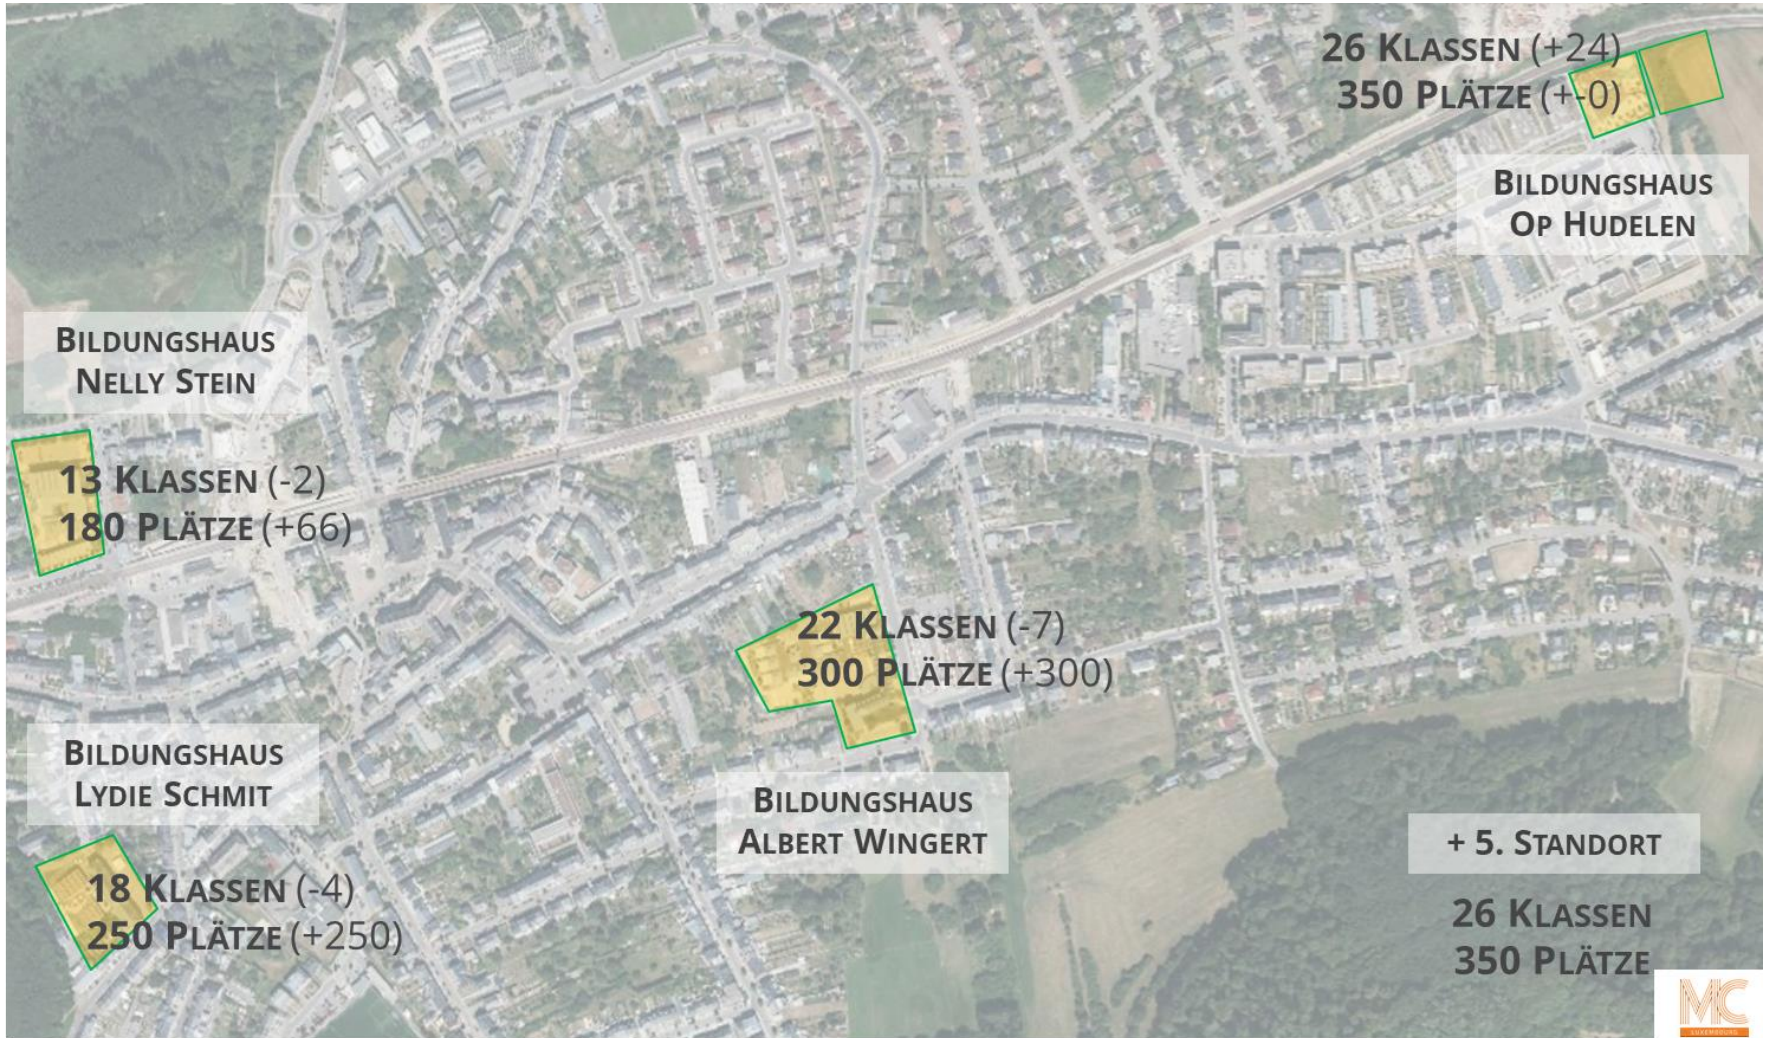 26 KLASSEN (+24)
350 PLÄTZE (+-0)
BILDUNGSHAUS
OP HUDELEN
BILDUNGSHAUS
NELLY STEIN
13 KLASSEN (-2)
180 PLÄTZE (+66)
22 KLASSEN (-7)
300 PLÄTZE (+300)
BILDUNGSHAUS
ALBERT WINGERT
BILDUNGSHAUS
LYDIE SCHMIT
18 KLASSEN (-4)
250 PLÄTZE (+250)
+ 5. STANDORT
26 KLASSEN
350 PLÄTZE
MC
LUXEMBOURG